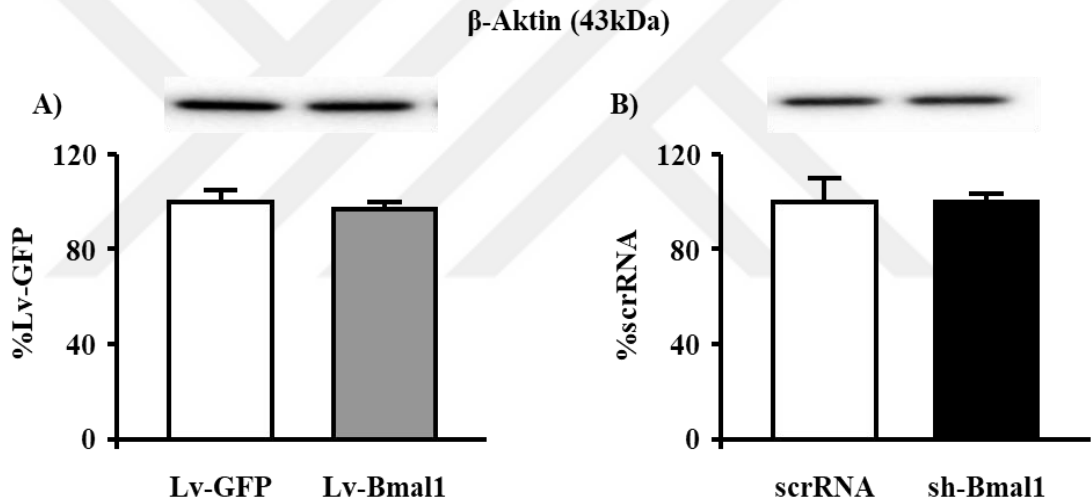 β-Aktin (43kDa)
A)
120
80
40
0
%Lv-GFP
Lv-GFP Lv-Bmal1
B)
120
80
40
0
%scrRNA
scrRNA sh-Bmal1